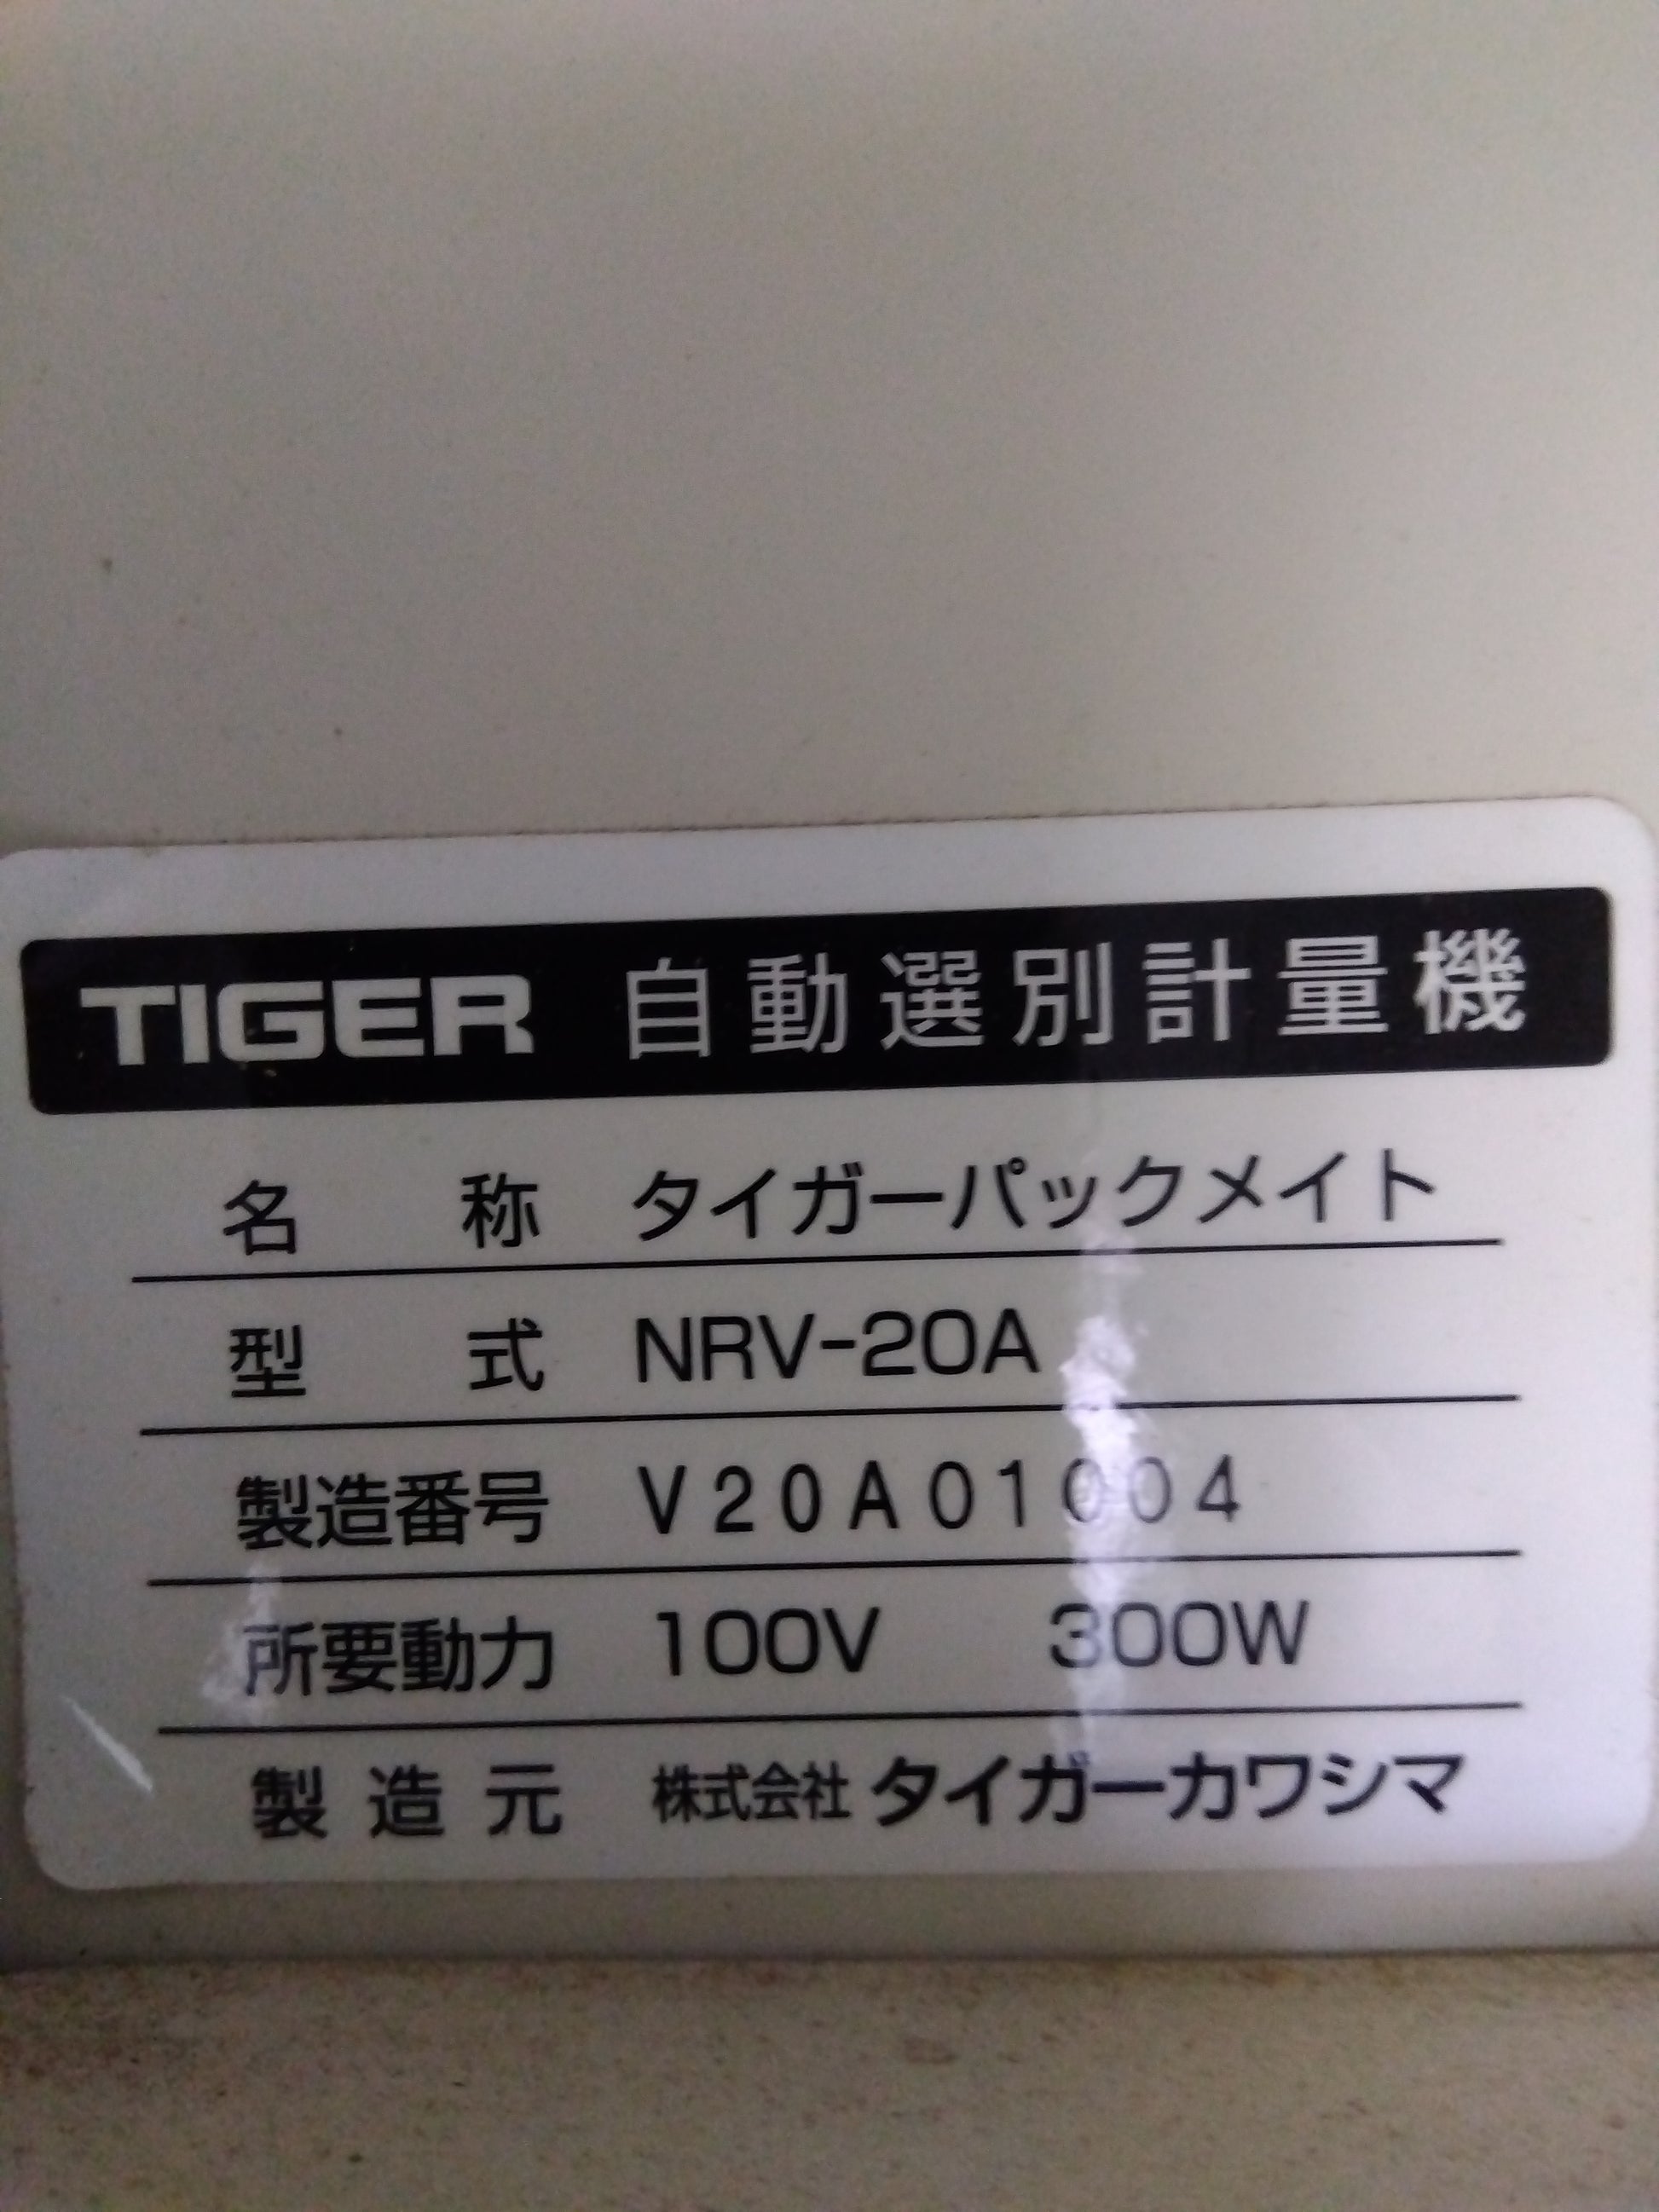 TIGER 自動選別計量機
名称 タイガーパックメイト
型式 NRV-20A
製造番号 V20A01004
所要動力 100V 300W
製造元 株式会社 タイガーカワシマ